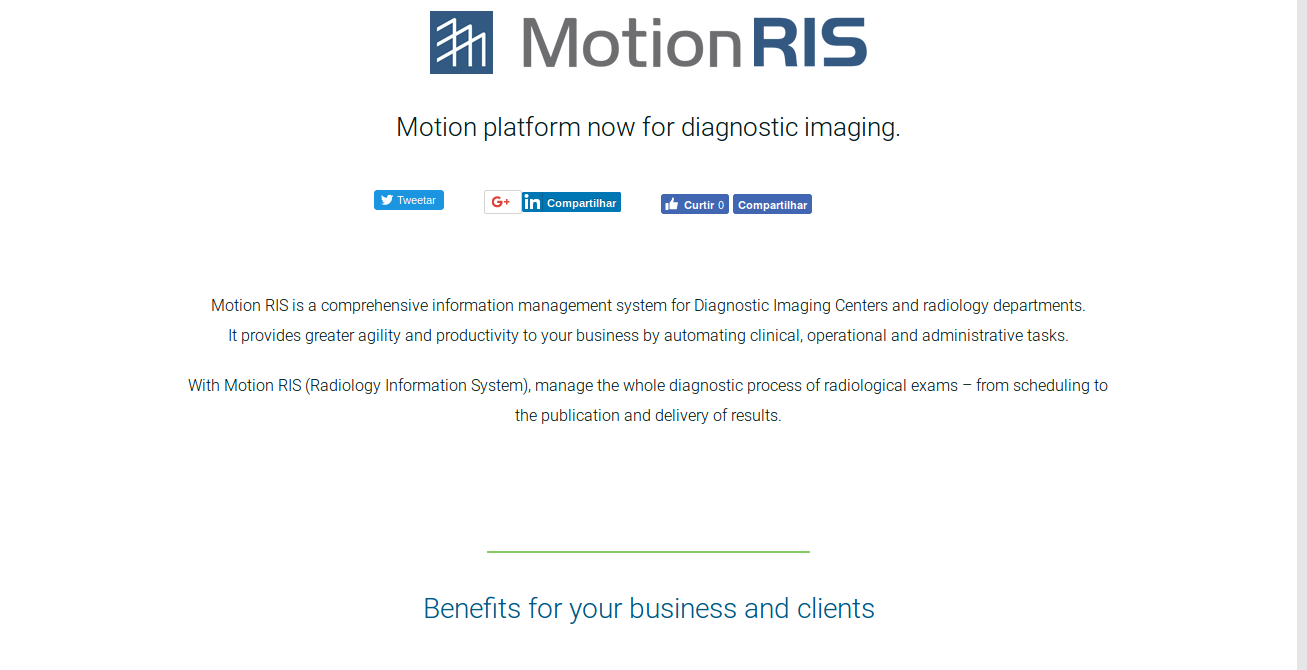 Motion RIS
Motion platform now for diagnostic imaging.
Tweetar G+ in Compartilhar Curtir 0 Compartilhar
Motion RIS is a comprehensive information management system for Diagnostic Imaging Centers and radiology departments.
It provides greater agility and productivity to your business by automating clinical, operational and administrative tasks.
With Motion RIS (Radiology Information System), manage the whole diagnostic process of radiological exams – from scheduling to
the publication and delivery of results.
Benefits for your business and clients